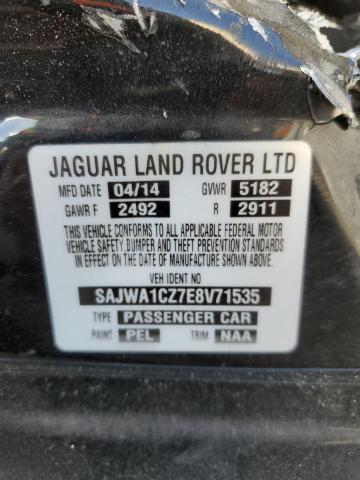 JAGUAR LAND ROVER LTD
MFD DATE 04/14 GVWR 5182
GAWR F 2492 R 2911
THIS VEHICLE CONFORMS TO ALL APPLICABLE FEDERAL MOTOR
VEHICLE SAFETY, BUMPER AND THEFT PREVENTION STANDARDS
IN EFFECT ON THE DATE OF MANUFACTURE SHOWN ABOVE.
VEH IDENT NO
SAJWA1CZ7E8V71535
TYPE PASSENGER CAR
PAINT PEL TRIM NAA